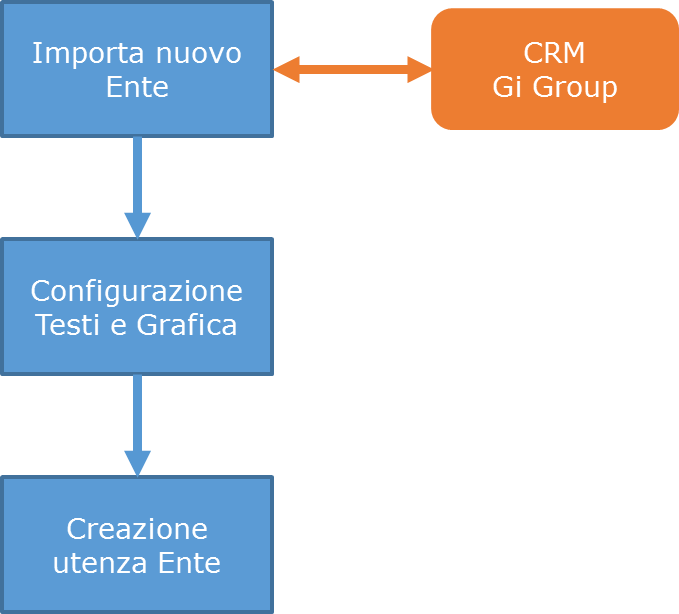 Importa nuovo
Ente
CRM
Gi Group
Configurazione
Testi e Grafica
Creazione
utenza Ente